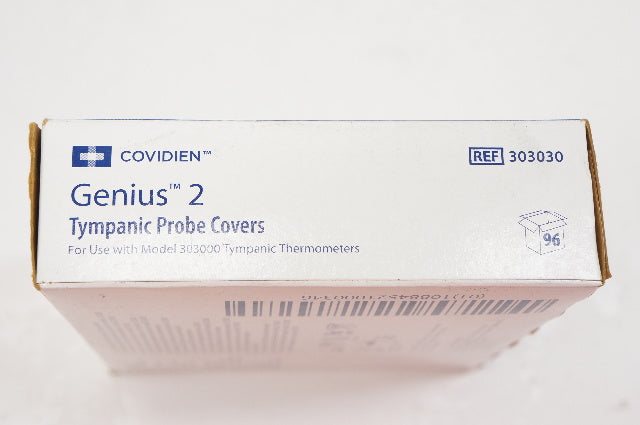 COVIDIEN™
REF 303030
Genius™ 2
Tympanic Probe Covers
For Use with Model 303000 Tympanic Thermometers
96